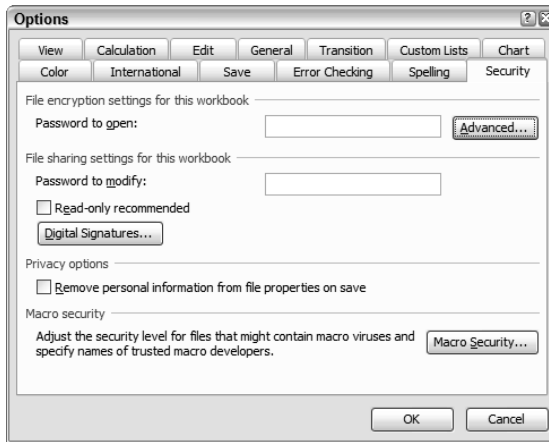 Options
View Calculation Edit General Transition Custom Lists Chart
Color International Save Error Checking Spelling Security
File encryption settings for this workbook
Password to open: Advanced...
File sharing settings for this workbook
Password to modify:
Read-only recommended
Digital Signatures...
Privacy options
Remove personal information from file properties on save
Macro security
Adjust the security level for files that might contain macro viruses and
specify names of trusted macro developers.
Macro Security...
OK Cancel